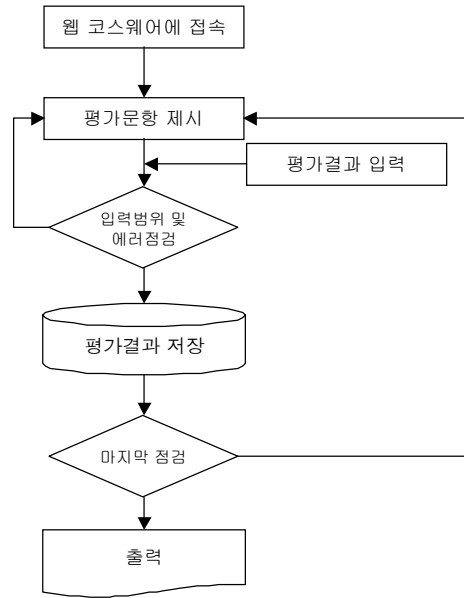 웹 코스웨어에 접속
평가문항 제시
평가결과 입력
입력범위 및
에러점검
평가결과 저장
마지막 점검
출력